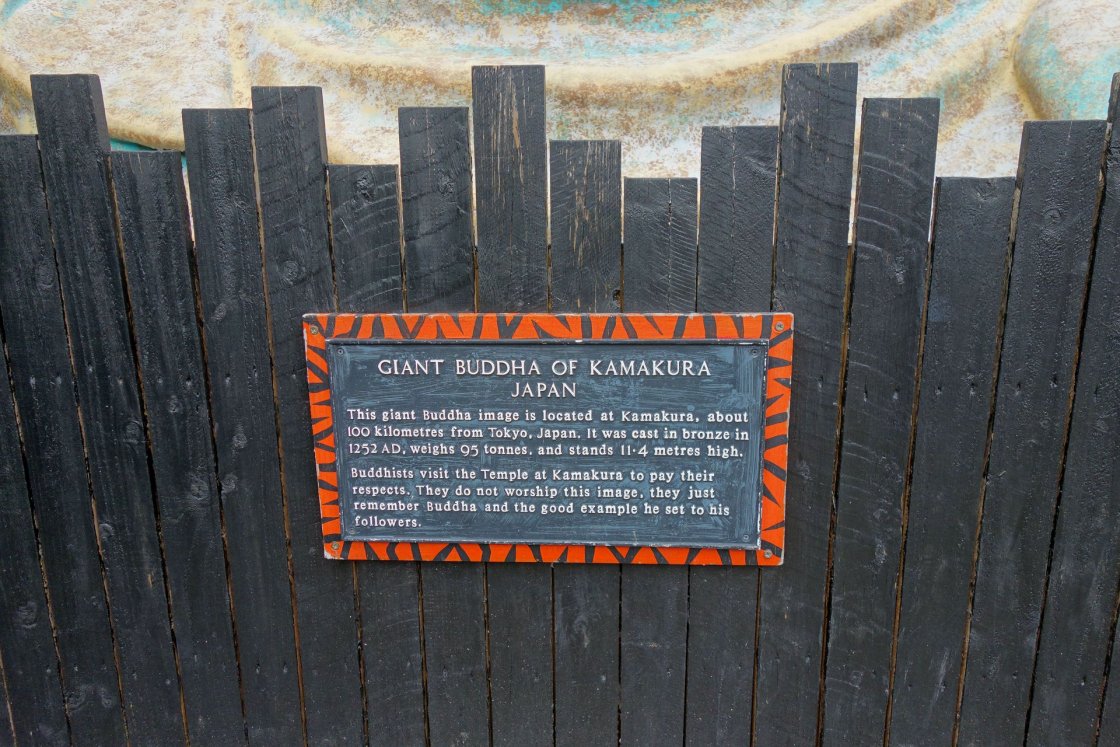 GIANT BUDDHA OF KAMAKURA
JAPAN
This giant Buddha image is located at Kamakura, about
100 kilometres from Tokyo, Japan. It was cast in bronze in
1252 AD, weighs 95 tonnes, and stands 11·4 metres high.
Buddhists visit the Temple at Kamakura to pay their
respects. They do not worship this image, they just
remember Buddha and the good example he set to his
followers.